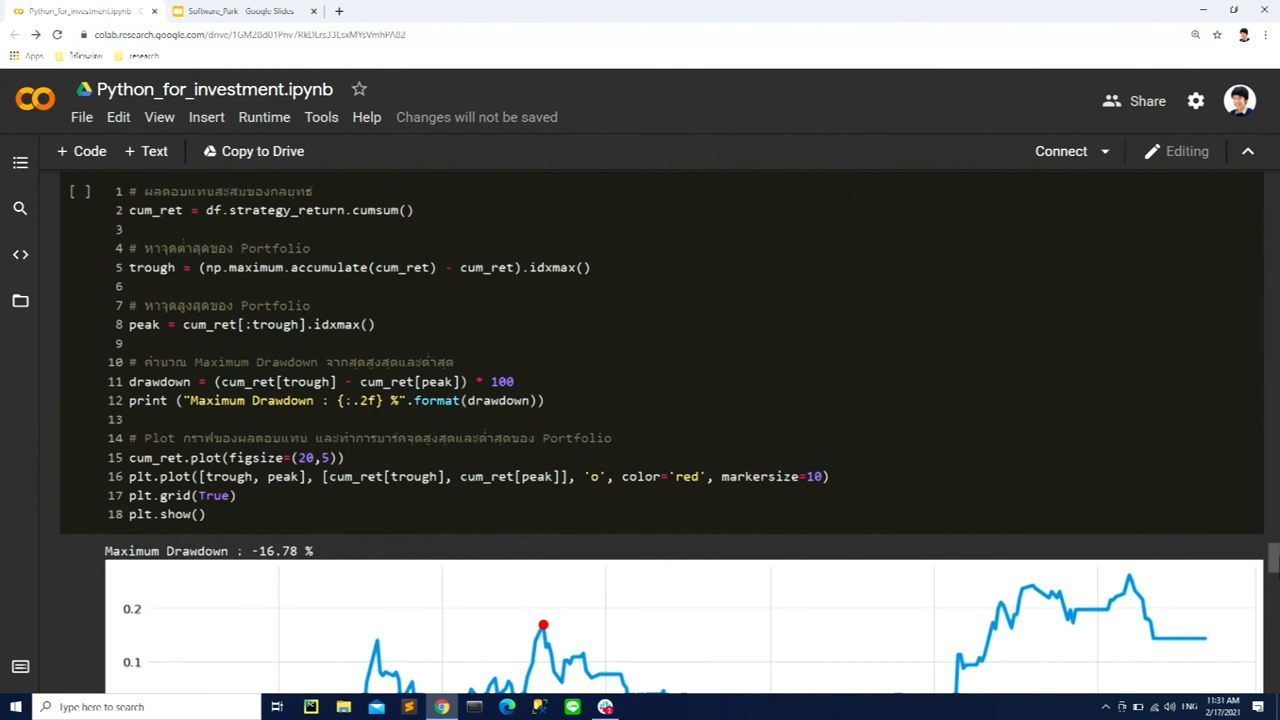 Python_for_investment.ipynb - C
Software_Park - Google Slides
Apps
research
Python_for_investment.ipynb
Share
File Edit View Insert Runtime Tools Help Changes will not be saved
+ Code + Text Copy to Drive Connect Editing
[ ]
1 # ผลตอบแทนสะสมของกลยุทธ์
2 cum_ret = df.strategy_return.cumsum()
3
4 # หาจุดต่ำสุดของ Portfolio
5 trough = (np.maximum.accumulate(cum_ret) - cum_ret).idxmax()
6
7 # หาจุดสูงสุดของ Portfolio
8 peak = cum_ret[:trough].idxmax()
9
10 # คำนวณ Maximum Drawdown จากสุดสูงสุดและต่ำสุด
11 drawdown = (cum_ret[trough] - cum_ret[peak]) * 100
12 print ("Maximum Drawdown : {:.2f} %".format(drawdown))
13
14 # Plot กราฟของผลตอบแทน และทำการมาร์คจุดสูงสุดและต่ำสุดของ Portfolio
15 cum_ret.plot(figsize=(20,5))
16 plt.plot([trough, peak], [cum_ret[trough], cum_ret[peak]], 'o', color='red', markersize=10)
17 plt.grid(True)
18 plt.show()
Maximum Drawdown : -16.78 %
0.2
0.1
Type here to search
ENG
11:31 AM
2/17/2021